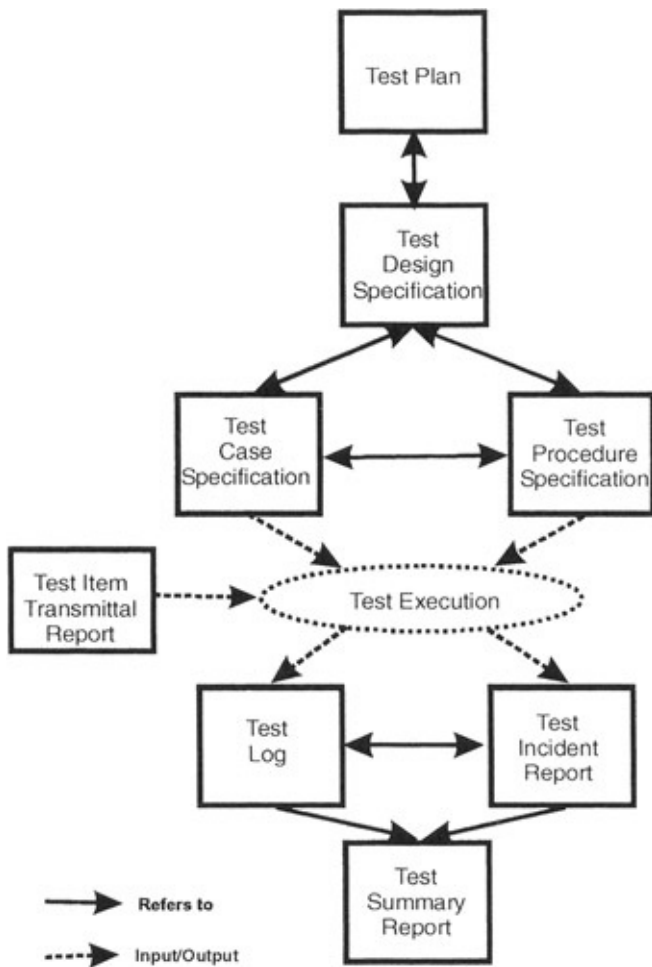 Test Plan
Test
Design
Specification
Test
Case
Specification
Test
Procedure
Specification
Test Item
Transmittal
Report
Test Execution
Test
Log
Test
Incident
Report
Test
Summary
Report
Refers to
Input/Output